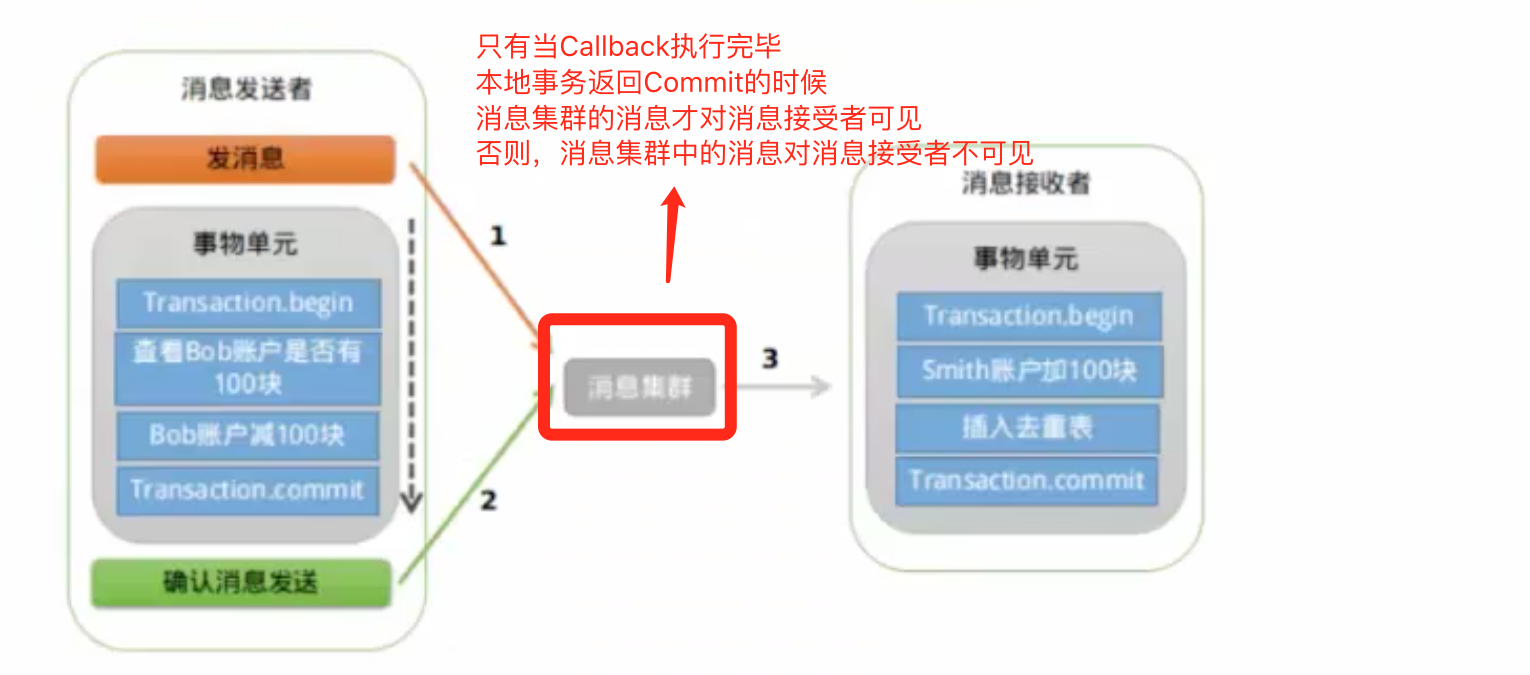 只有当Callback执行完毕
本地事务返回Commit的时候
消息集群的消息才对消息接受者可见
否则，消息集群中的消息对消息接受者不可见
消息发送者
发消息
事物单元
Transaction.begin
查看Bob账户是否有
100块
Bob账户减100块
Transaction.commit
确认消息发送
1
2
消息集群
3
消息接收者
事物单元
Transaction.begin
Smith账户加100块
插入去重表
Transaction.commit